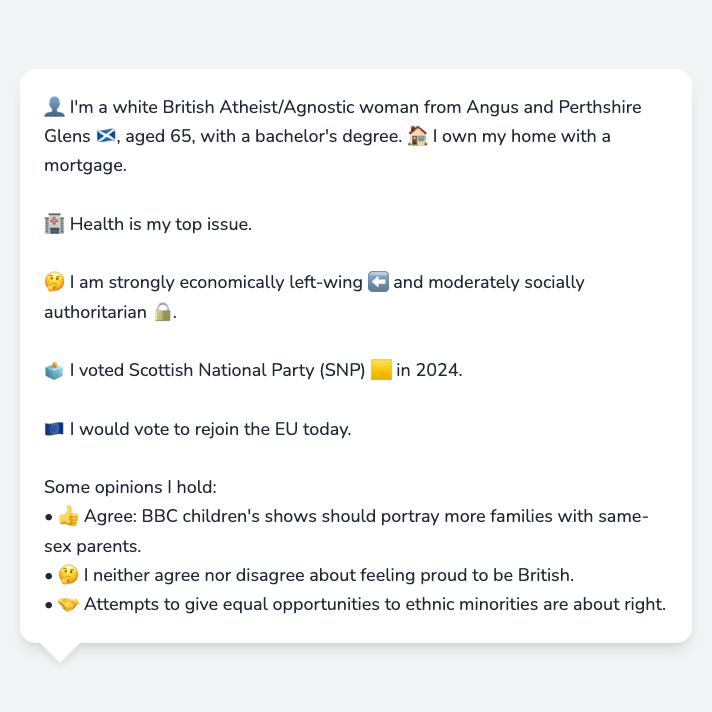 👤 I'm a white British Atheist/Agnostic woman from Angus and Perthshire
Glens 🏴󠁧󠁢󠁳󠁣󠁴󠁿, aged 65, with a bachelor's degree. 🏠 I own my home with a
mortgage.
🏥 Health is my top issue.
🤔 I am strongly economically left-wing ⬅️ and moderately socially
authoritarian 🔒.
🗳️ I voted Scottish National Party (SNP) 🟨 in 2024.
🇪🇺 I would vote to rejoin the EU today.
Some opinions I hold:
• 👍 Agree: BBC children's shows should portray more families with same-
sex parents.
• 🤔 I neither agree nor disagree about feeling proud to be British.
• 🤝 Attempts to give equal opportunities to ethnic minorities are about right.